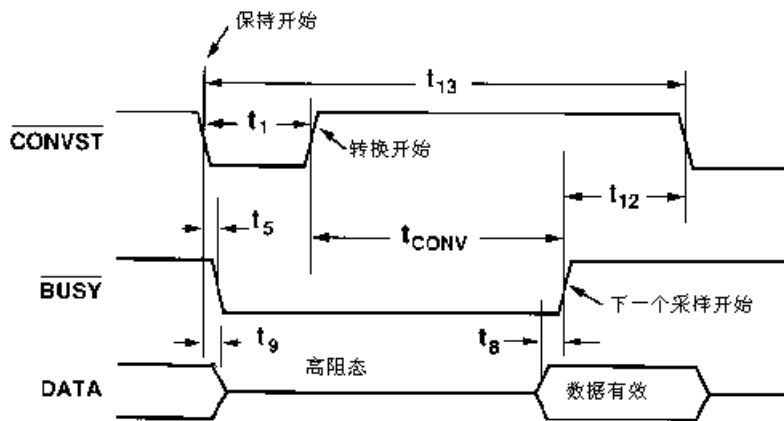 保持开始
t13
t1
CONVST
转换开始
t12
t5
tCONV
BUSY
下一个采样开始
t9
t8
高阻态
DATA
数据有效